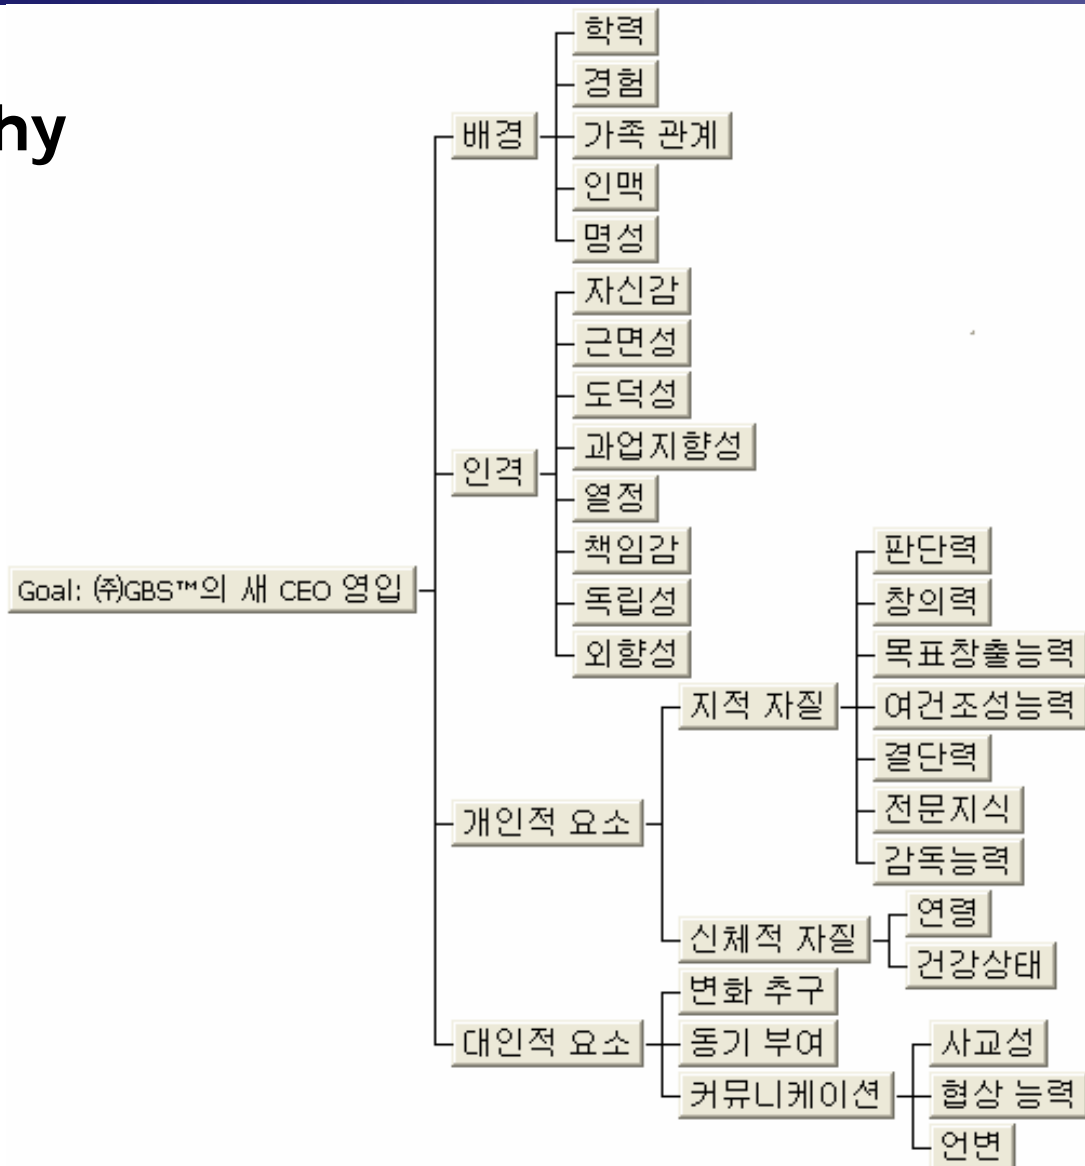 hy
학력
경험
배경
가족 관계
인맥
명성
자신감
근면성
도덕성
과업지향성
인격
열정
책임감
독립성
외향성
Goal: ㈜GBS™의 새 CEO 영입
판단력
창의력
목표창출능력
지적 자질
여건조성능력
결단력
전문지식
감독능력
개인적 요소
연령
신체적 자질
건강상태
변화 추구
대인적 요소
동기 부여
사교성
커뮤니케이션
협상 능력
언변